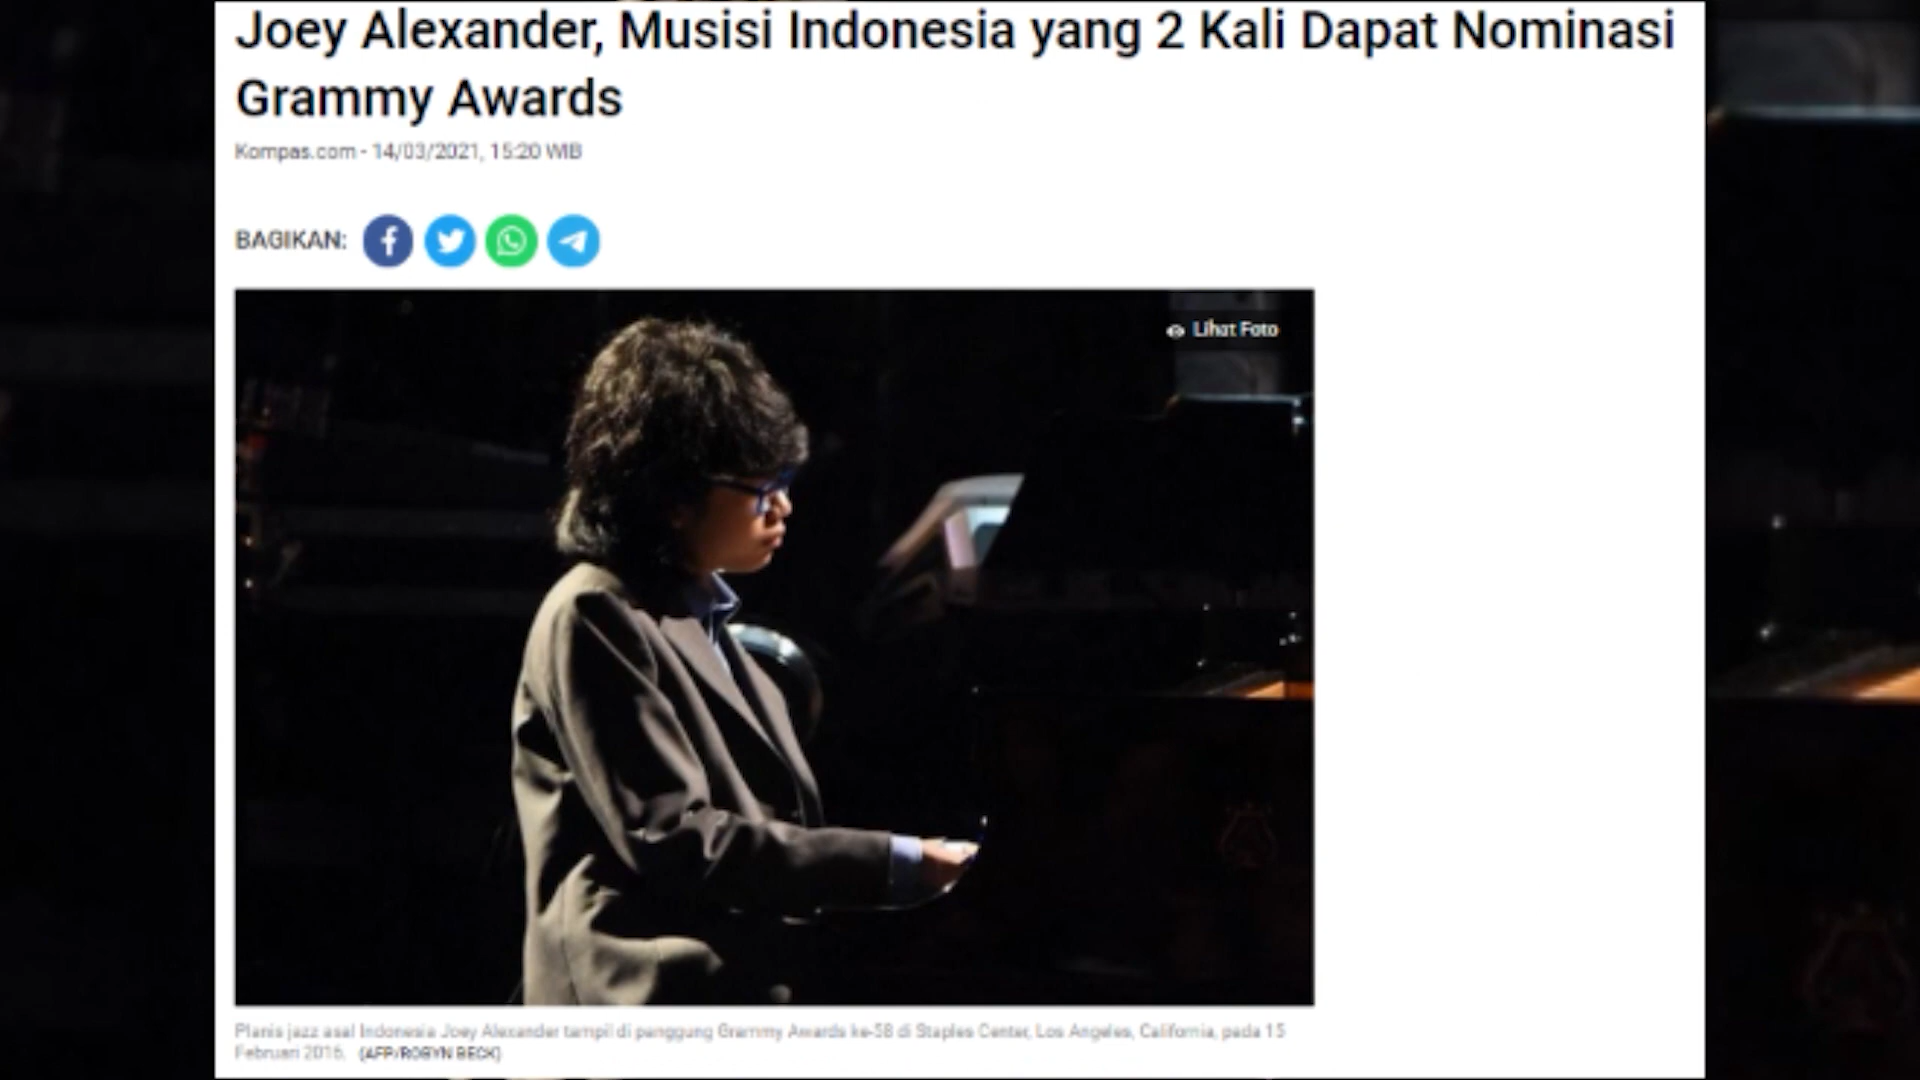 Joey Alexander, Musisi Indonesia yang 2 Kali Dapat Nominasi
Grammy Awards
Kompas.com - 14/03/2021, 15:20 WIB
BAGIKAN:
Lihat Foto
Pianis jazz asal Indonesia Joey Alexander tampil di panggung Grammy Awards ke-58 di Staples Center, Los Angeles, California, pada 15
Februari 2016. (AFP/ROBYN BECK)